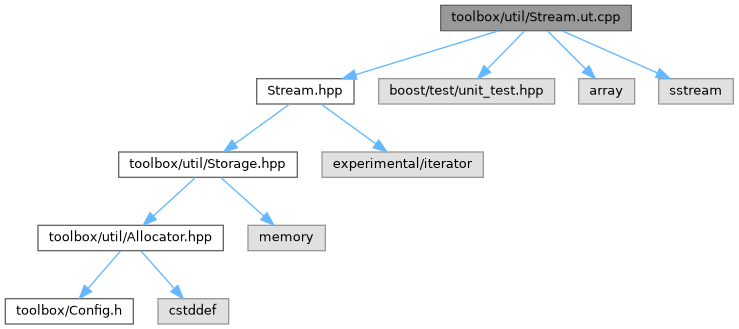 toolbox/util/Stream.ut.cpp
Stream.hpp
boost/test/unit_test.hpp
array
sstream
toolbox/util/Storage.hpp
experimental/iterator
toolbox/util/Allocator.hpp
memory
toolbox/Config.h
cstddef